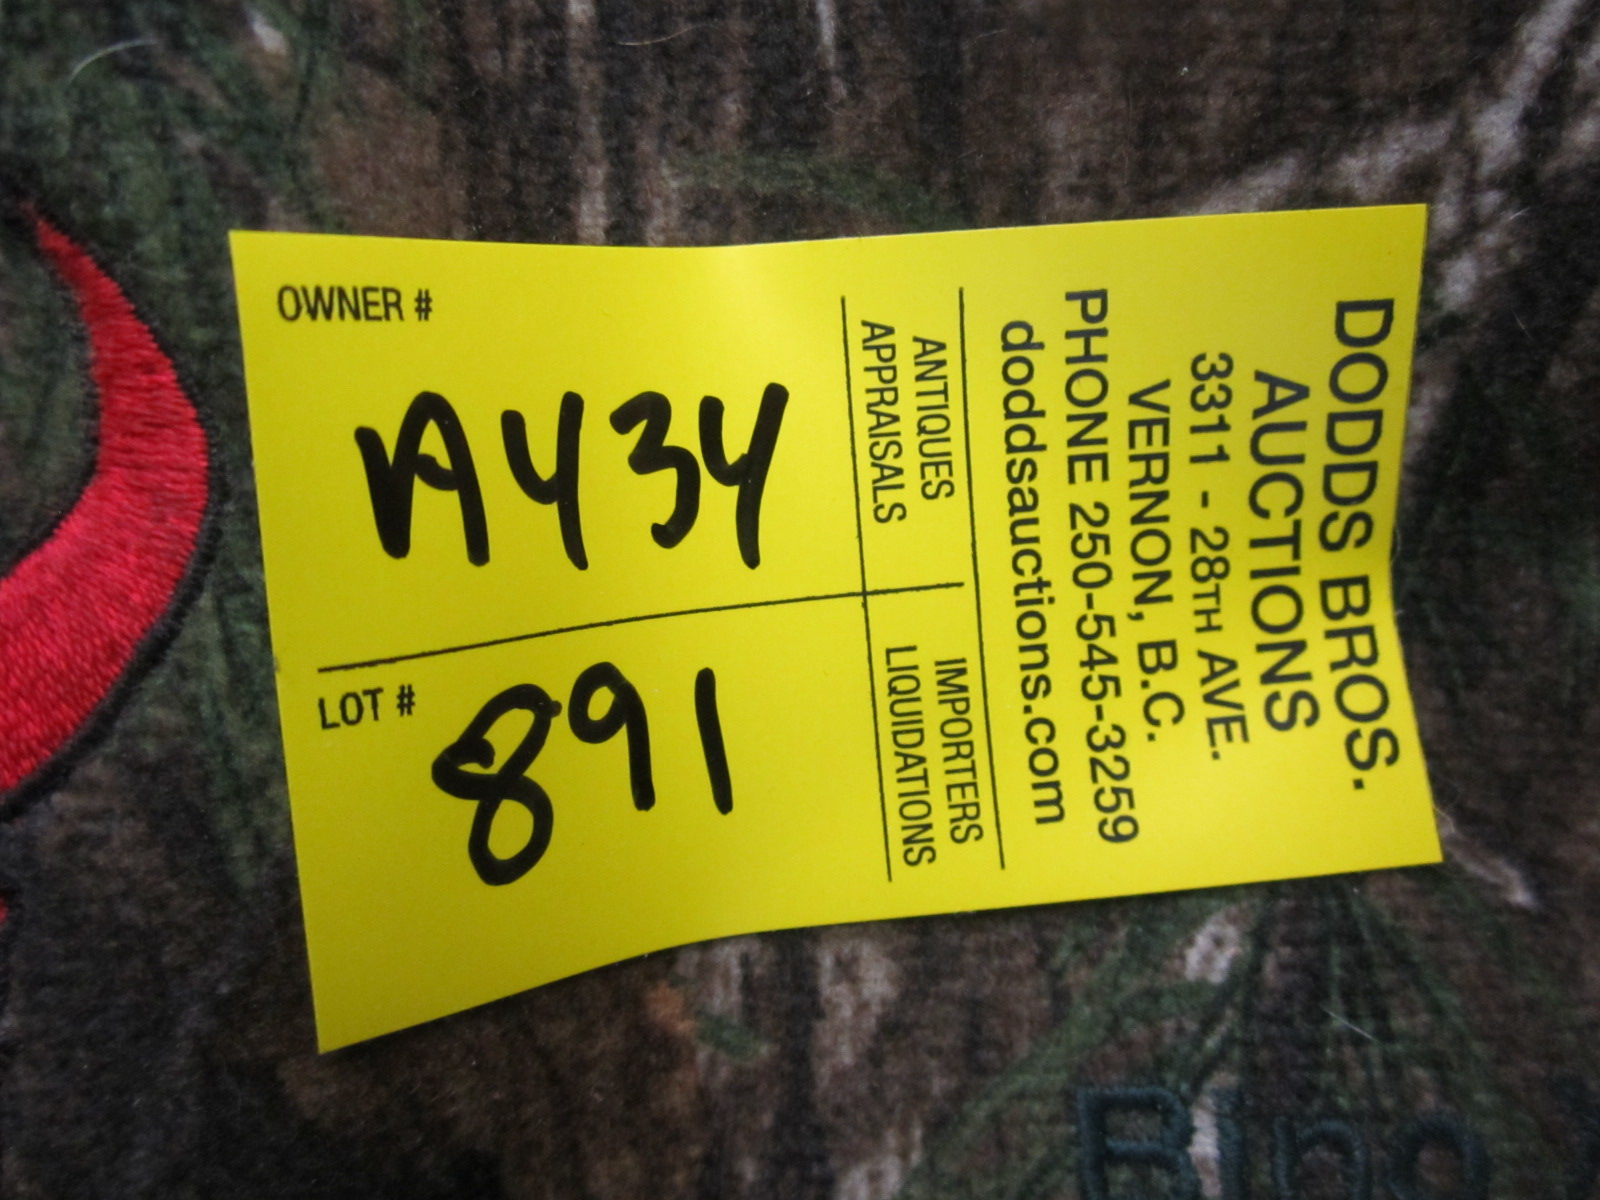 DODDS BROS.
AUCTIONS
3311 - 28TH AVE.
VERNON, B.C.
PHONE 250-545-3259
doddsauctions.com
ANTIQUES
APPRAISALS
IMPORTERS
LIQUIDATIONS
OWNER #
A434
LOT #
891